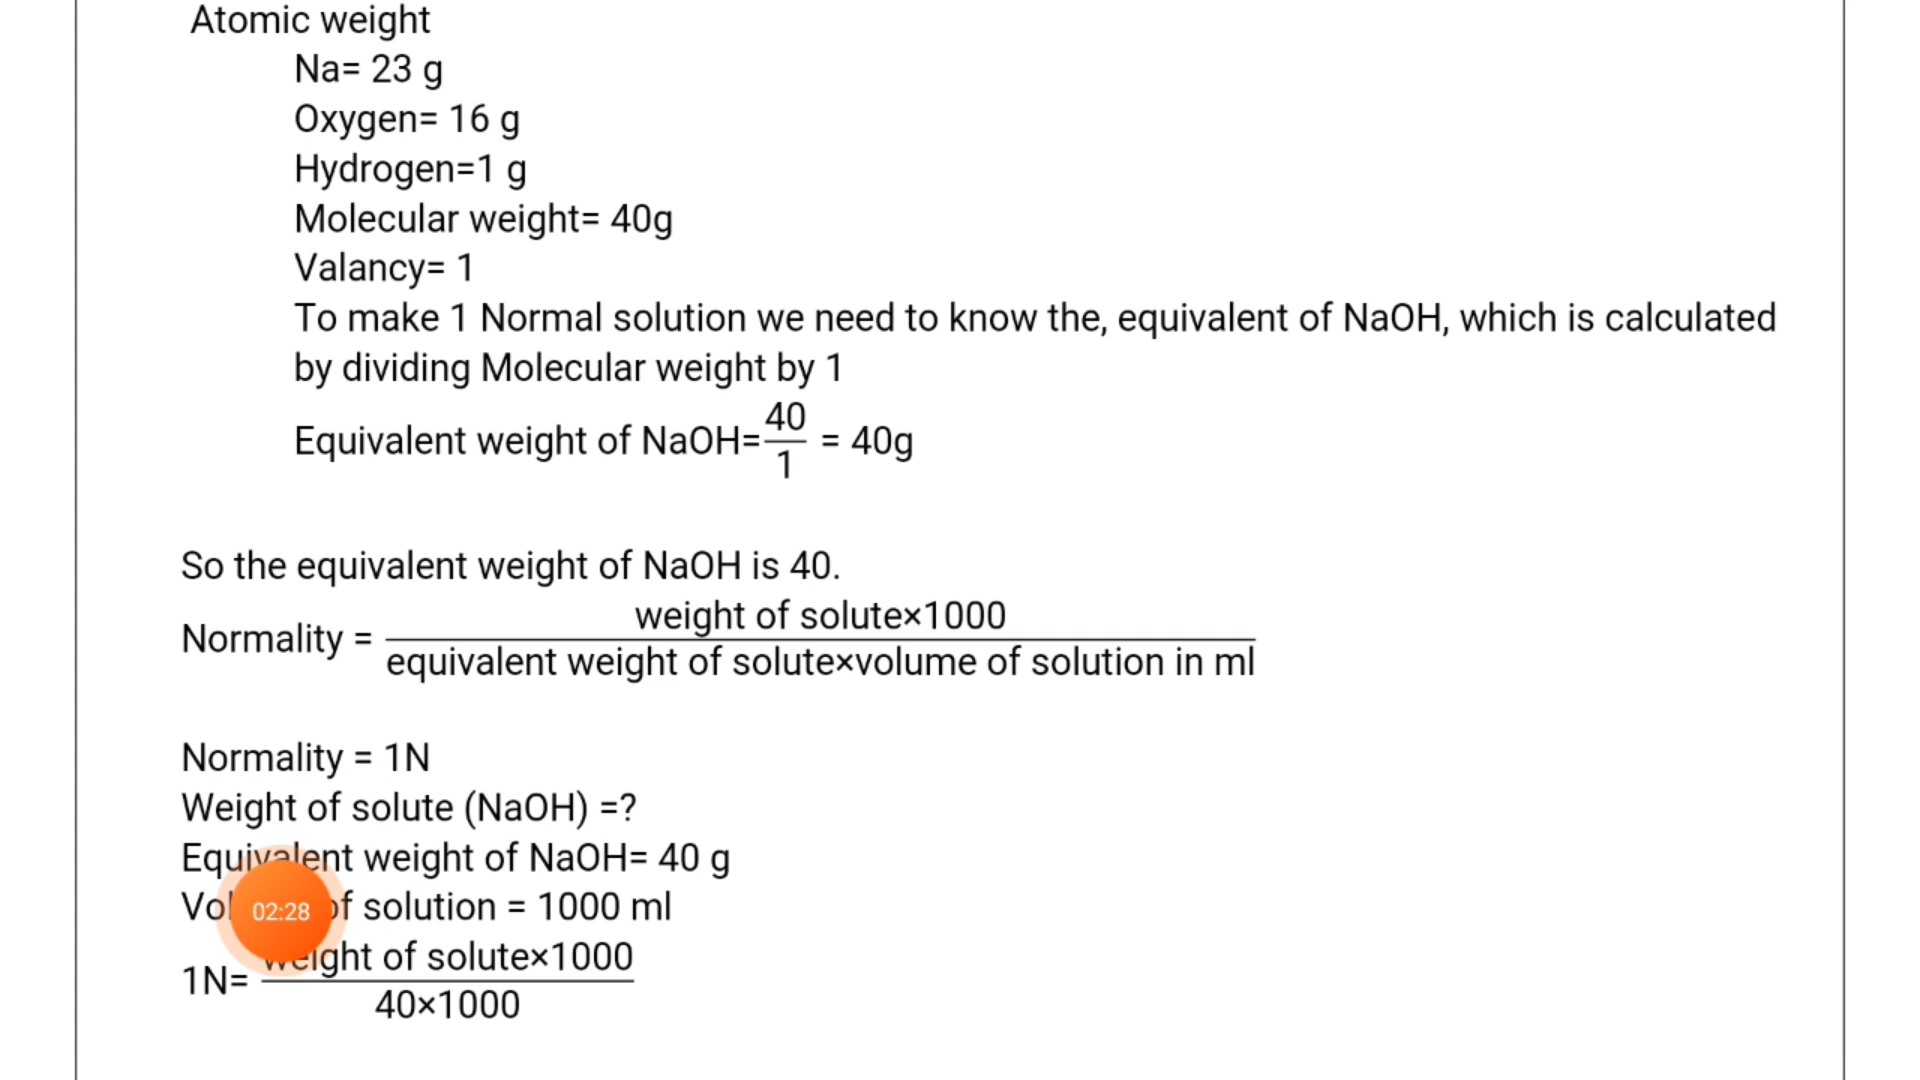 Atomic weight
Na= 23 g
Oxygen= 16 g
Hydrogen=1 g
Molecular weight= 40g
Valancy= 1
To make 1 Normal solution we need to know the, equivalent of NaOH, which is calculated
by dividing Molecular weight by 1
Equivalent weight of NaOH= 40/1 = 40g
So the equivalent weight of NaOH is 40.
Normality = weight of solute×1000 / equivalent weight of solute×volume of solution in ml
Normality = 1N
Weight of solute (NaOH) =?
Equivalent weight of NaOH= 40 g
of solution = 1000 ml
02:28
1N= weight of solute×1000 / 40×1000